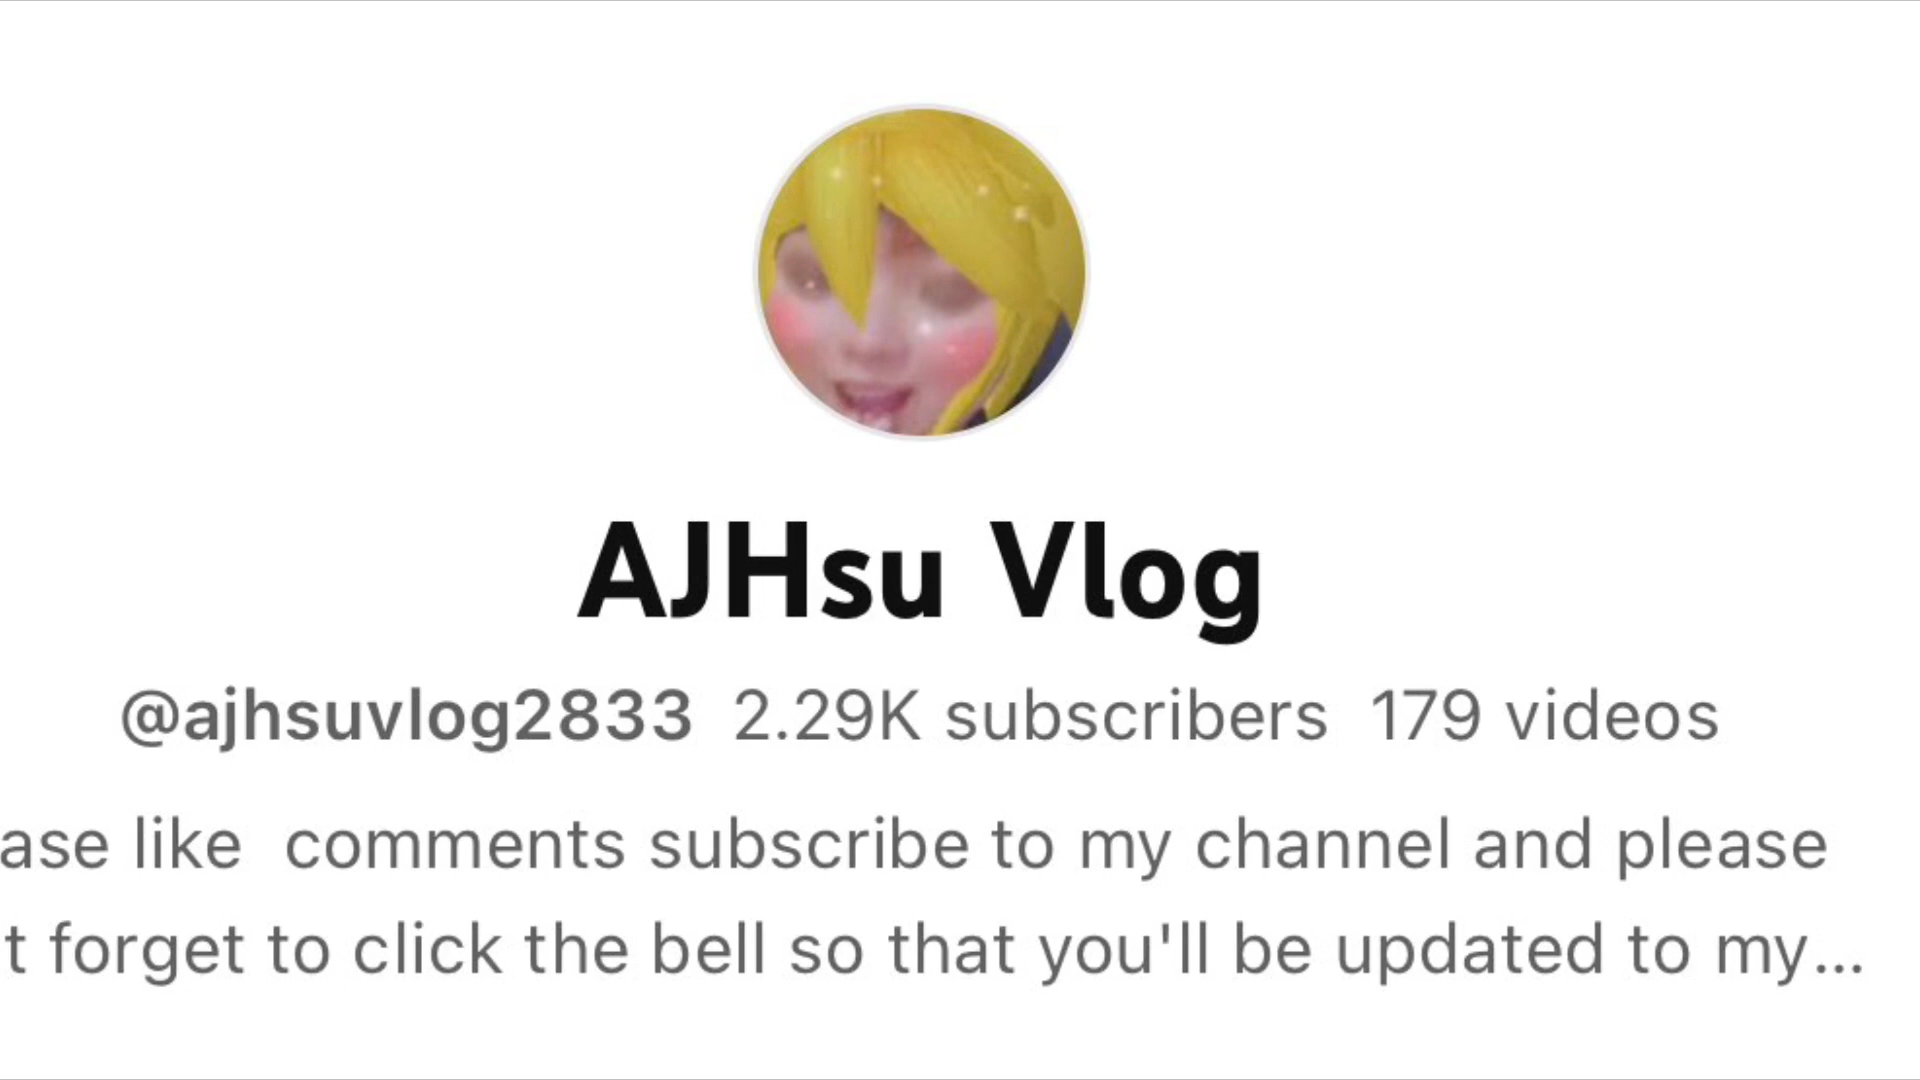 AJHsu Vlog
@ajhsuvlog2833 2.29K subscribers 179 videos
ase like comments subscribe to my channel and please
t forget to click the bell so that you'll be updated to my...